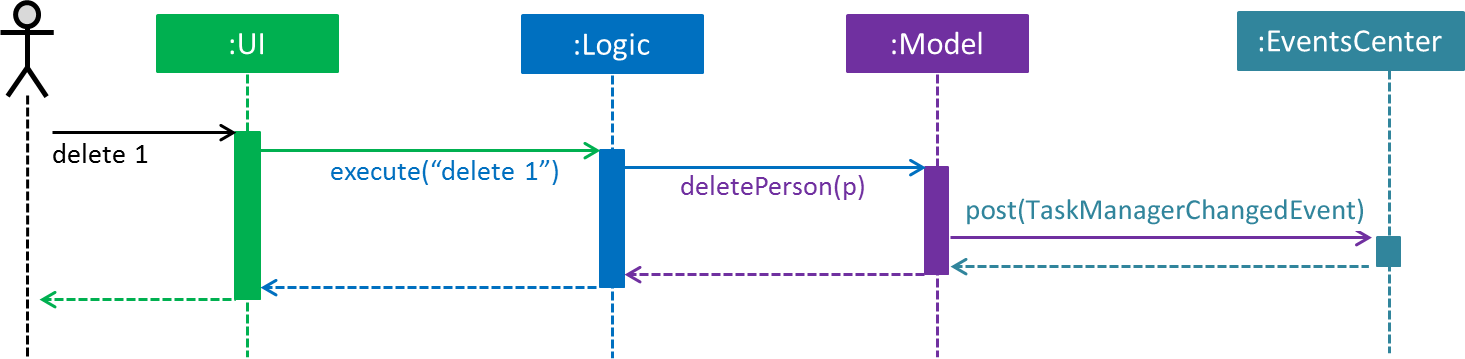 :UI
:Logic
:Model
:EventsCenter
delete 1
execute(“delete 1”)
deletePerson(p)
post(TaskManagerChangedEvent)